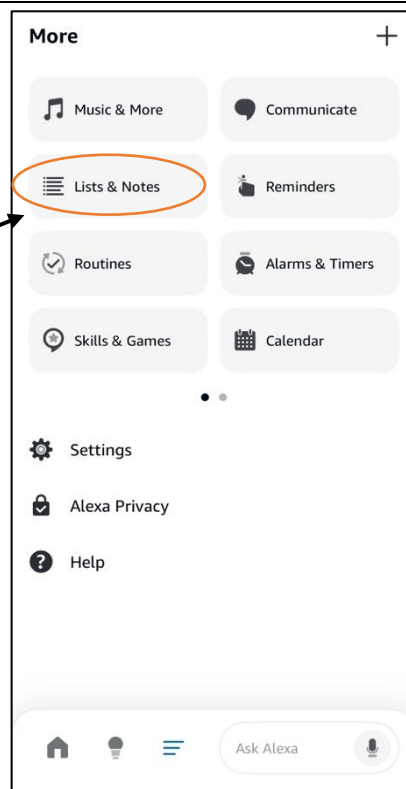 More
Music & More
Communicate
Lists & Notes
Reminders
Routines
Alarms & Timers
Skills & Games
Calendar
Settings
Alexa Privacy
Help
Ask Alexa